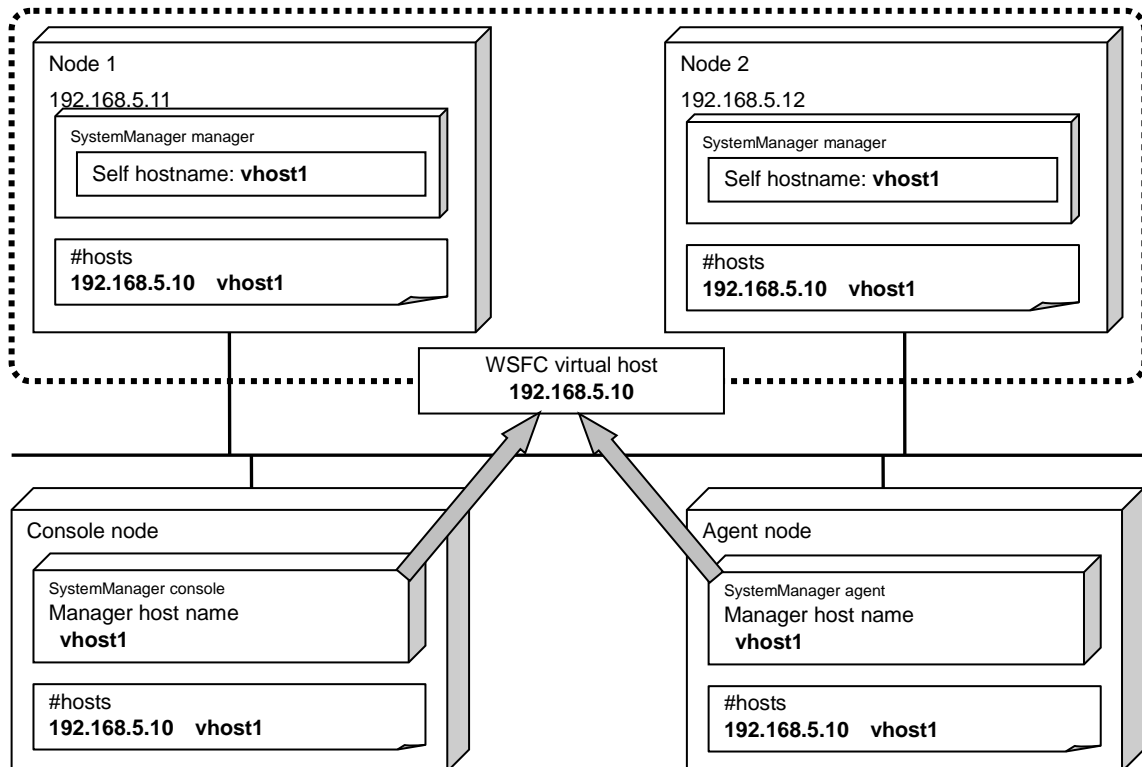 Node 1
192.168.5.11
SystemManager manager
Self hostname: vhost1
#hosts
192.168.5.10 vhost1
Node 2
192.168.5.12
SystemManager manager
Self hostname: vhost1
#hosts
192.168.5.10 vhost1
WSFC virtual host
192.168.5.10
Console node
SystemManager console
Manager host name
vhost1
#hosts
192.168.5.10 vhost1
Agent node
SystemManager agent
Manager host name
vhost1
#hosts
192.168.5.10 vhost1